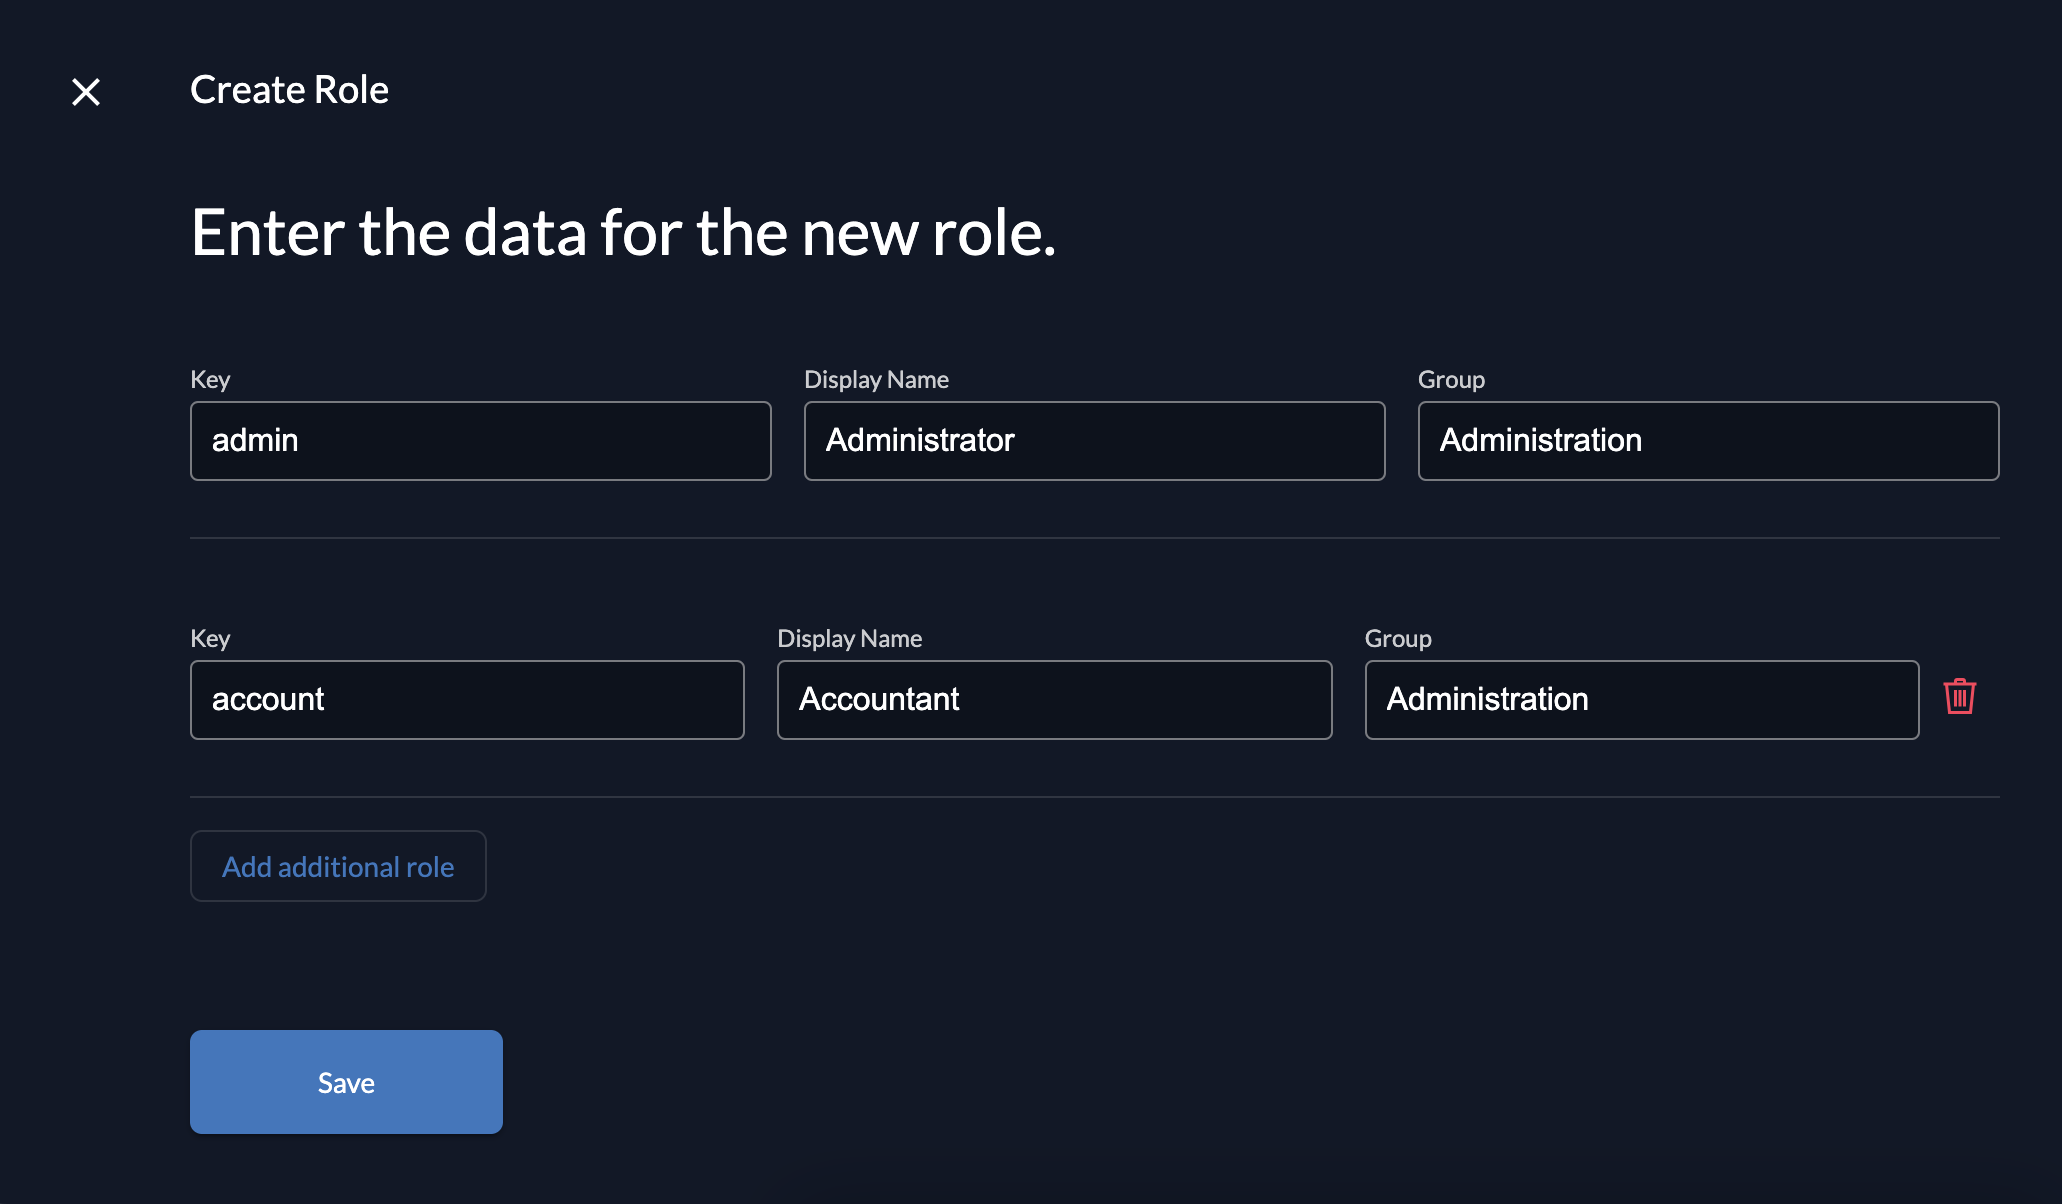 Create Role
Enter the data for the new role.
Key Display Name Group
admin Administrator Administration
Key Display Name Group
account Accountant Administration
Add additional role
Save